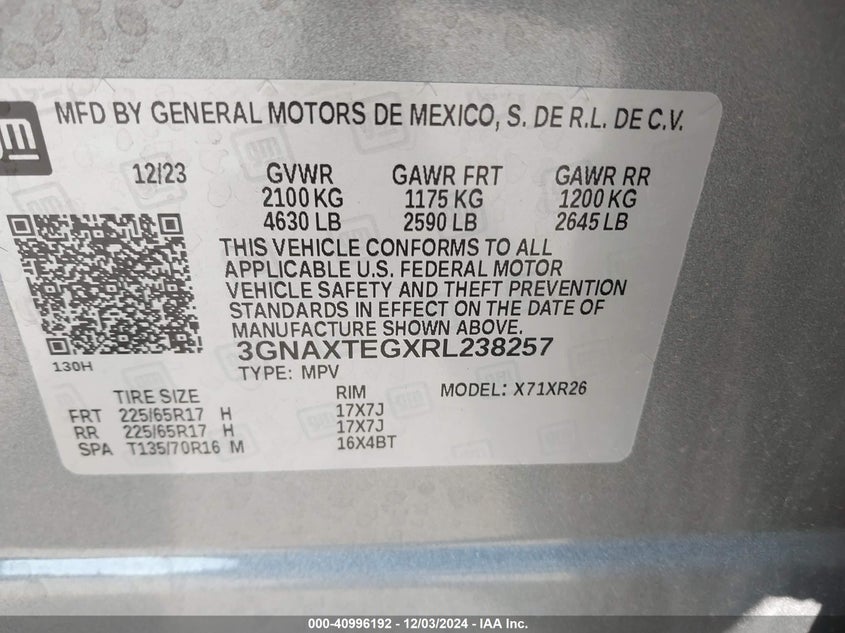 GM
MFD BY GENERAL MOTORS DE MEXICO, S. DE R.L. DE C.V.
12/23 GVWR GAWR FRT GAWR RR
2100 KG 1175 KG 1200 KG
4630 LB 2590 LB 2645 LB
THIS VEHICLE CONFORMS TO ALL
APPLICABLE U.S. FEDERAL MOTOR
VEHICLE SAFETY AND THEFT PREVENTION
STANDARDS IN EFFECT ON THE DATE OF
MANUFACTURE SHOWN ABOVE.
3GNAXTEGXRL238257
130H
TYPE: MPV
TIRE SIZE RIM MODEL: X71XR26
FRT 225/65R17 H 17X7J
RR 225/65R17 H 17X7J
SPA T135/70R16 M 16X4BT
000-40996192 - 12/03/2024 - IAA Inc.